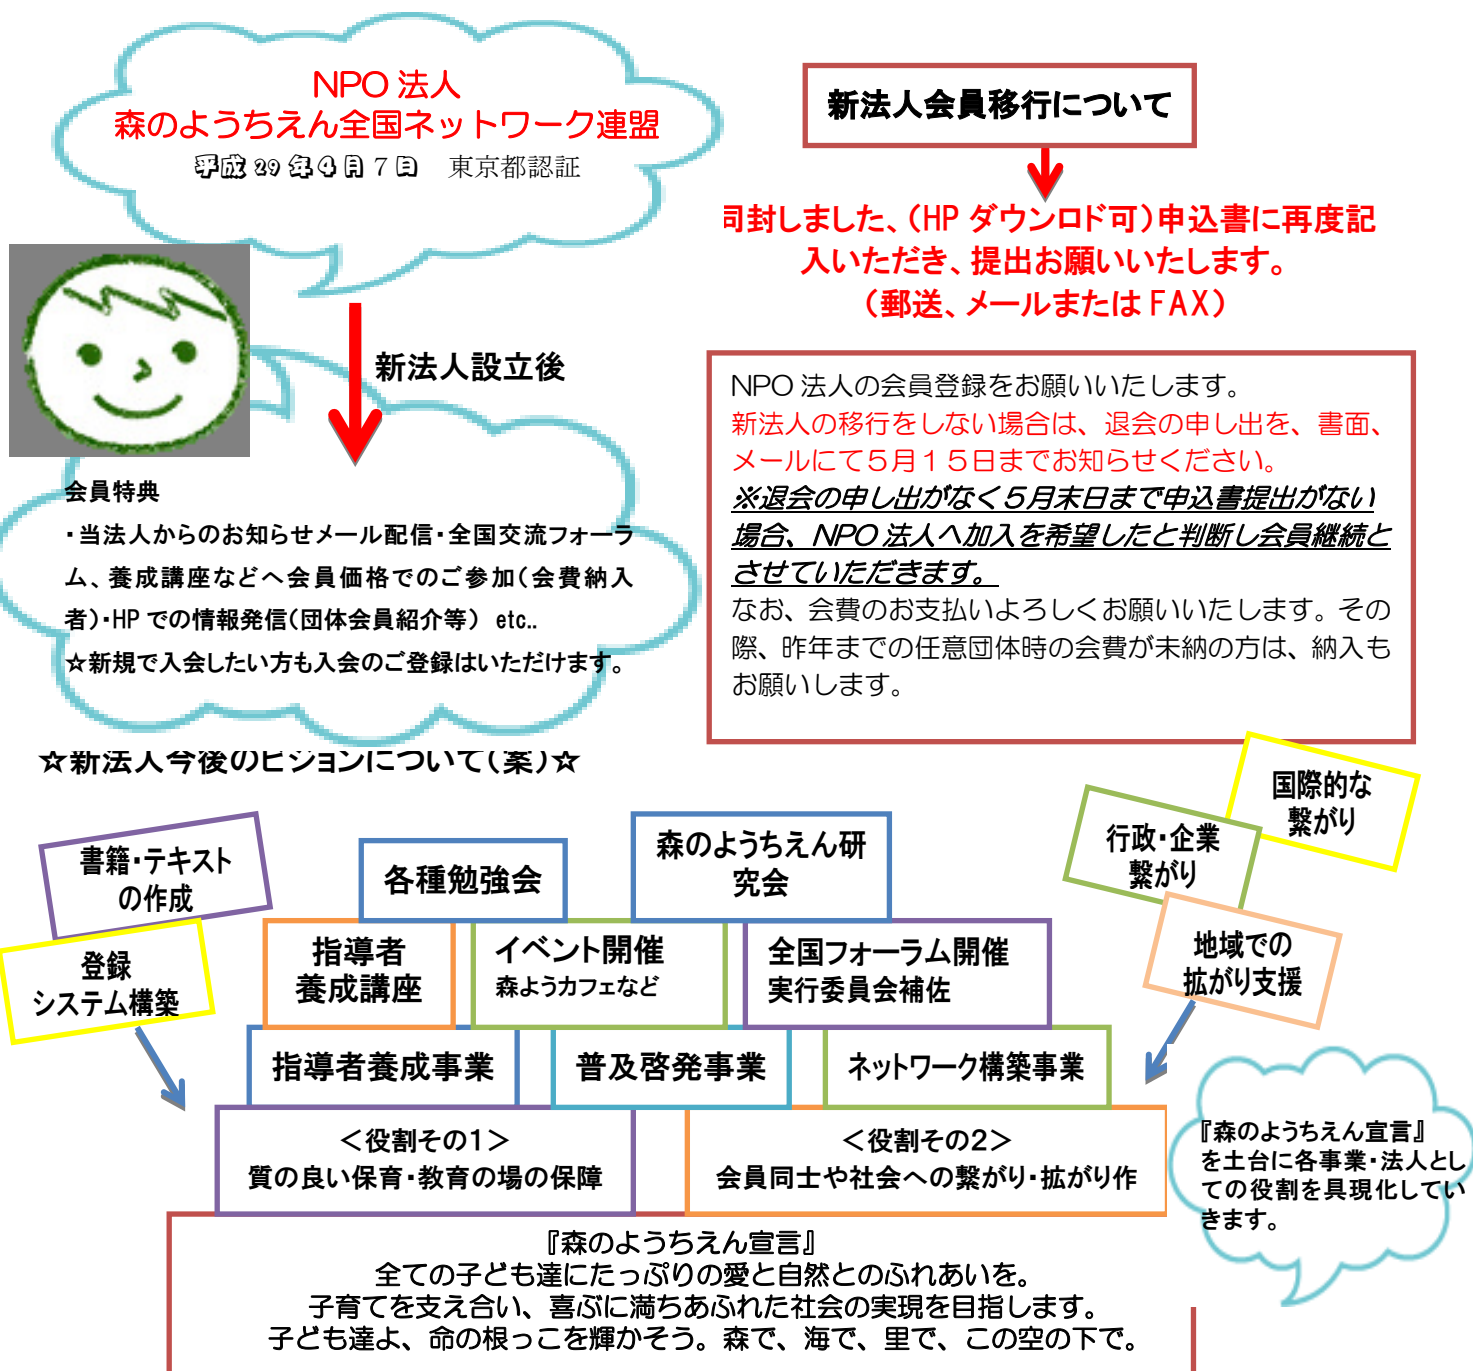 NPO 法人
森のようちえん全国ネットワーク連盟
平成 29 年 4 月 7 日　東京都認証
新法人会員移行について
同封しました、（HP ダウンロド可）申込書に再度記
入いただき、提出お願いいたします。
（郵送、メールまたは FAX）
新法人設立後
会員特典
・当法人からのお知らせメール配信・全国交流フォーラ
ム、養成講座などへ会員価格でのご参加（会費納入
者）・HP での情報発信（団体会員紹介等） etc..
☆新規で入会したい方も入会のご登録はいただけます。
NPO 法人の会員登録をお願いいたします。
新法人の移行をしない場合は、退会の申し出を、書面、
メールにて５月１５日までお知らせください。
※退会の申し出がなく５月末日まで申込書提出がない
場合、NPO 法人へ加入を希望したと判断し会員継続と
させていただきます。
なお、会費のお支払いよろしくお願いいたします。その
際、昨年までの任意団体時の会費が未納の方は、納入も
お願いします。
☆新法人今後のビジョンについて（案）☆
書籍・テキスト
の作成
登録
システム構築
各種勉強会
森のようちえん研
究会
国際的な
繋がり
行政・企業
繋がり
地域での
拡がり支援
指導者
養成講座
イベント開催
森ようカフェなど
全国フォーラム開催
実行委員会補佐
指導者養成事業
普及啓発事業
ネットワーク構築事業
＜役割その１＞
質の良い保育・教育の場の保障
＜役割その２＞
会員同士や社会への繋がり・拡がり作
『森のようちえん宣言』
を土台に各事業・法人とし
ての役割を具現化してい
きます。
『森のようちえん宣言』
全ての子ども達にたっぷりの愛と自然とのふれあいを。
子育てを支え合い、喜ぶに満ちあふれた社会の実現を目指します。
子ども達よ、命の根っこを輝かそう。森で、海で、里で、この空の下で。